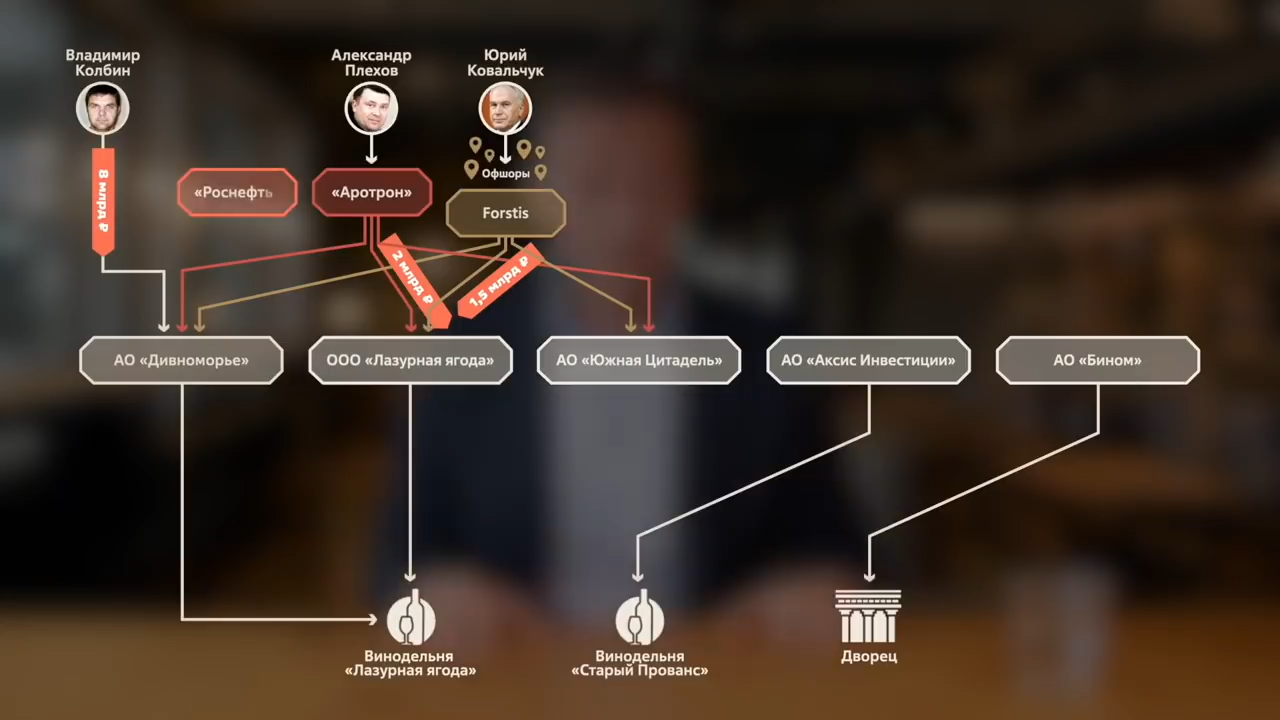 Владимир
Колбин
Александр
Плехов
Юрий
Ковальчук
Офшоры
8 млрд ₽
«Роснефть
«Аротрон»
Forstis
2 млрд ₽
1,5 млрд ₽
АО «Дивноморье»
ООО «Лазурная ягода»
АО «Южная Цитадель»
АО «Аксис Инвестиции»
АО «Бином»
Винодельня
«Лазурная ягода»
Винодельня
«Старый Прованс»
Дворец